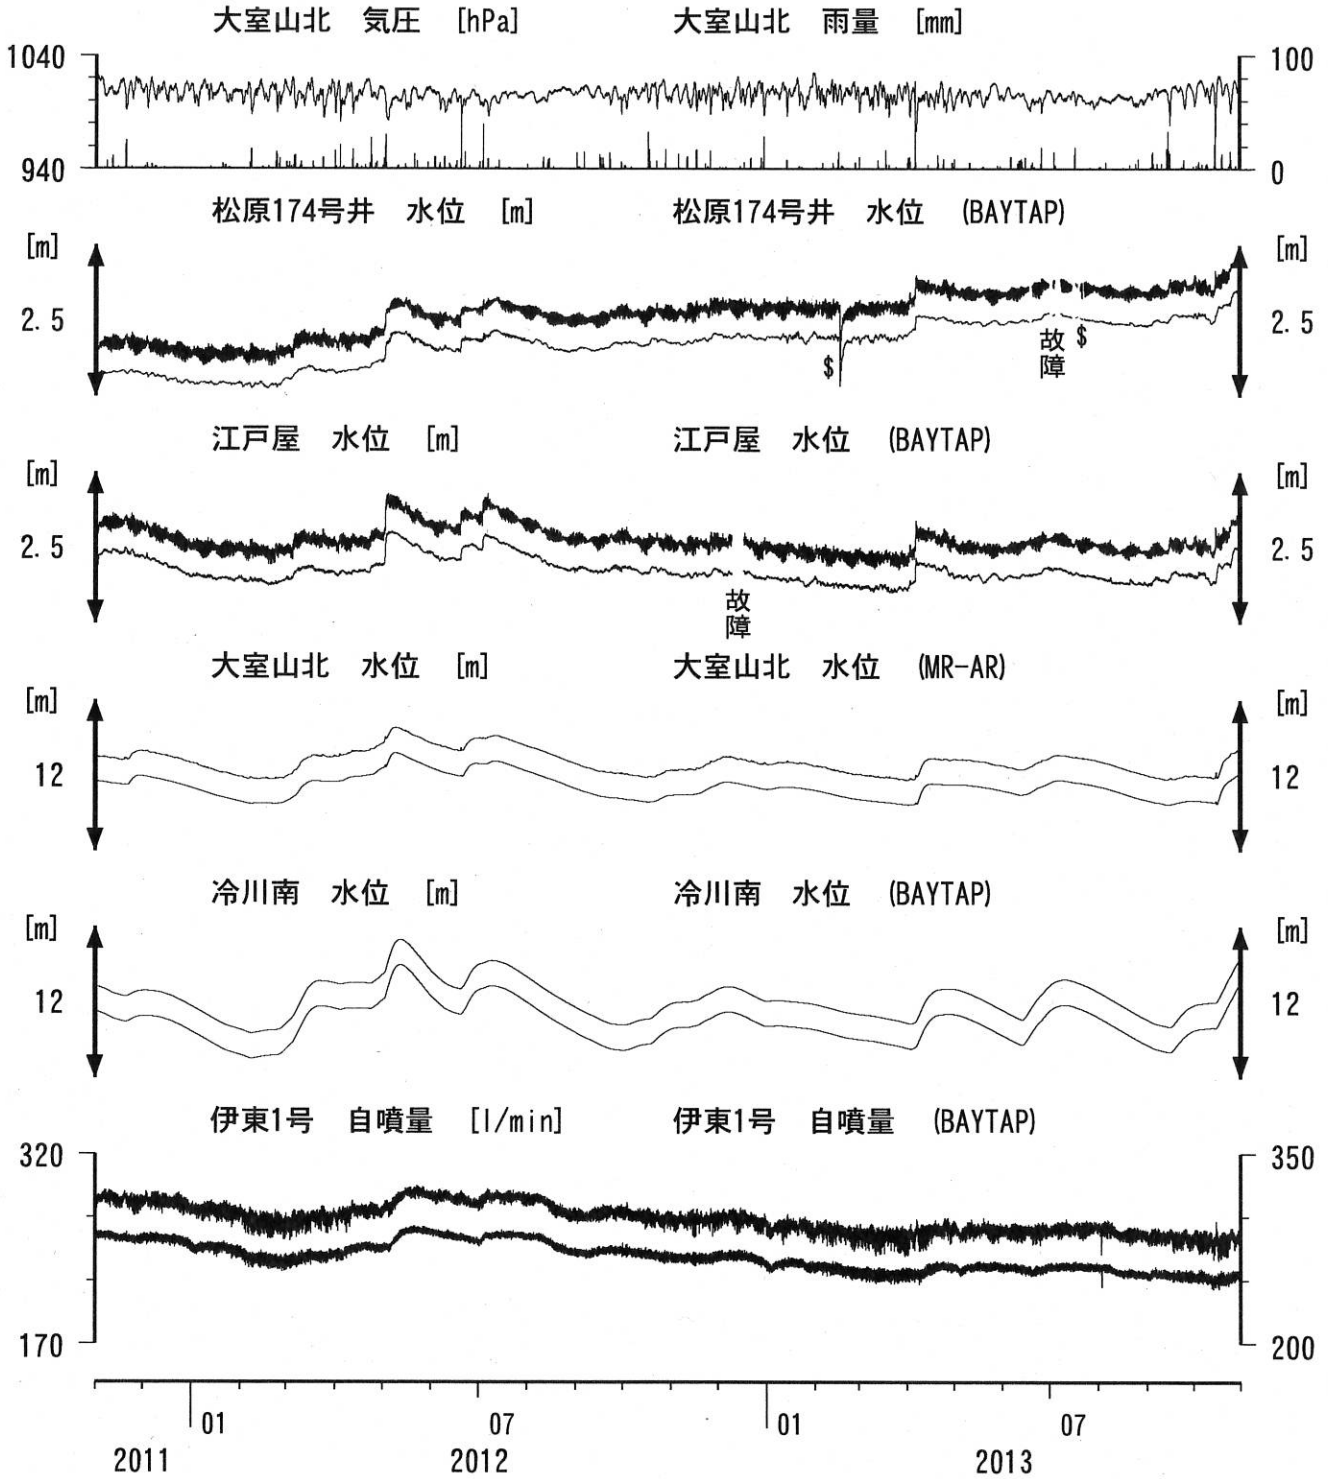 大室山北 気圧 [hPa] 大室山北 雨量 [mm]
1040 100
940 0
松原174号井 水位 [m] 松原174号井 水位 (BAYTAP)
[m] [m]
2.5 2.5
$ 故障 $
江戸屋 水位 [m] 江戸屋 水位 (BAYTAP)
[m] [m]
2.5 2.5
故障
大室山北 水位 [m] 大室山北 水位 (MR-AR)
[m] [m]
12 12
冷川南 水位 [m] 冷川南 水位 (BAYTAP)
[m] [m]
12 12
伊東1号 自噴量 [l/min] 伊東1号 自噴量 (BAYTAP)
320 350
170 200
01 07 01 07
2011 2012 2013